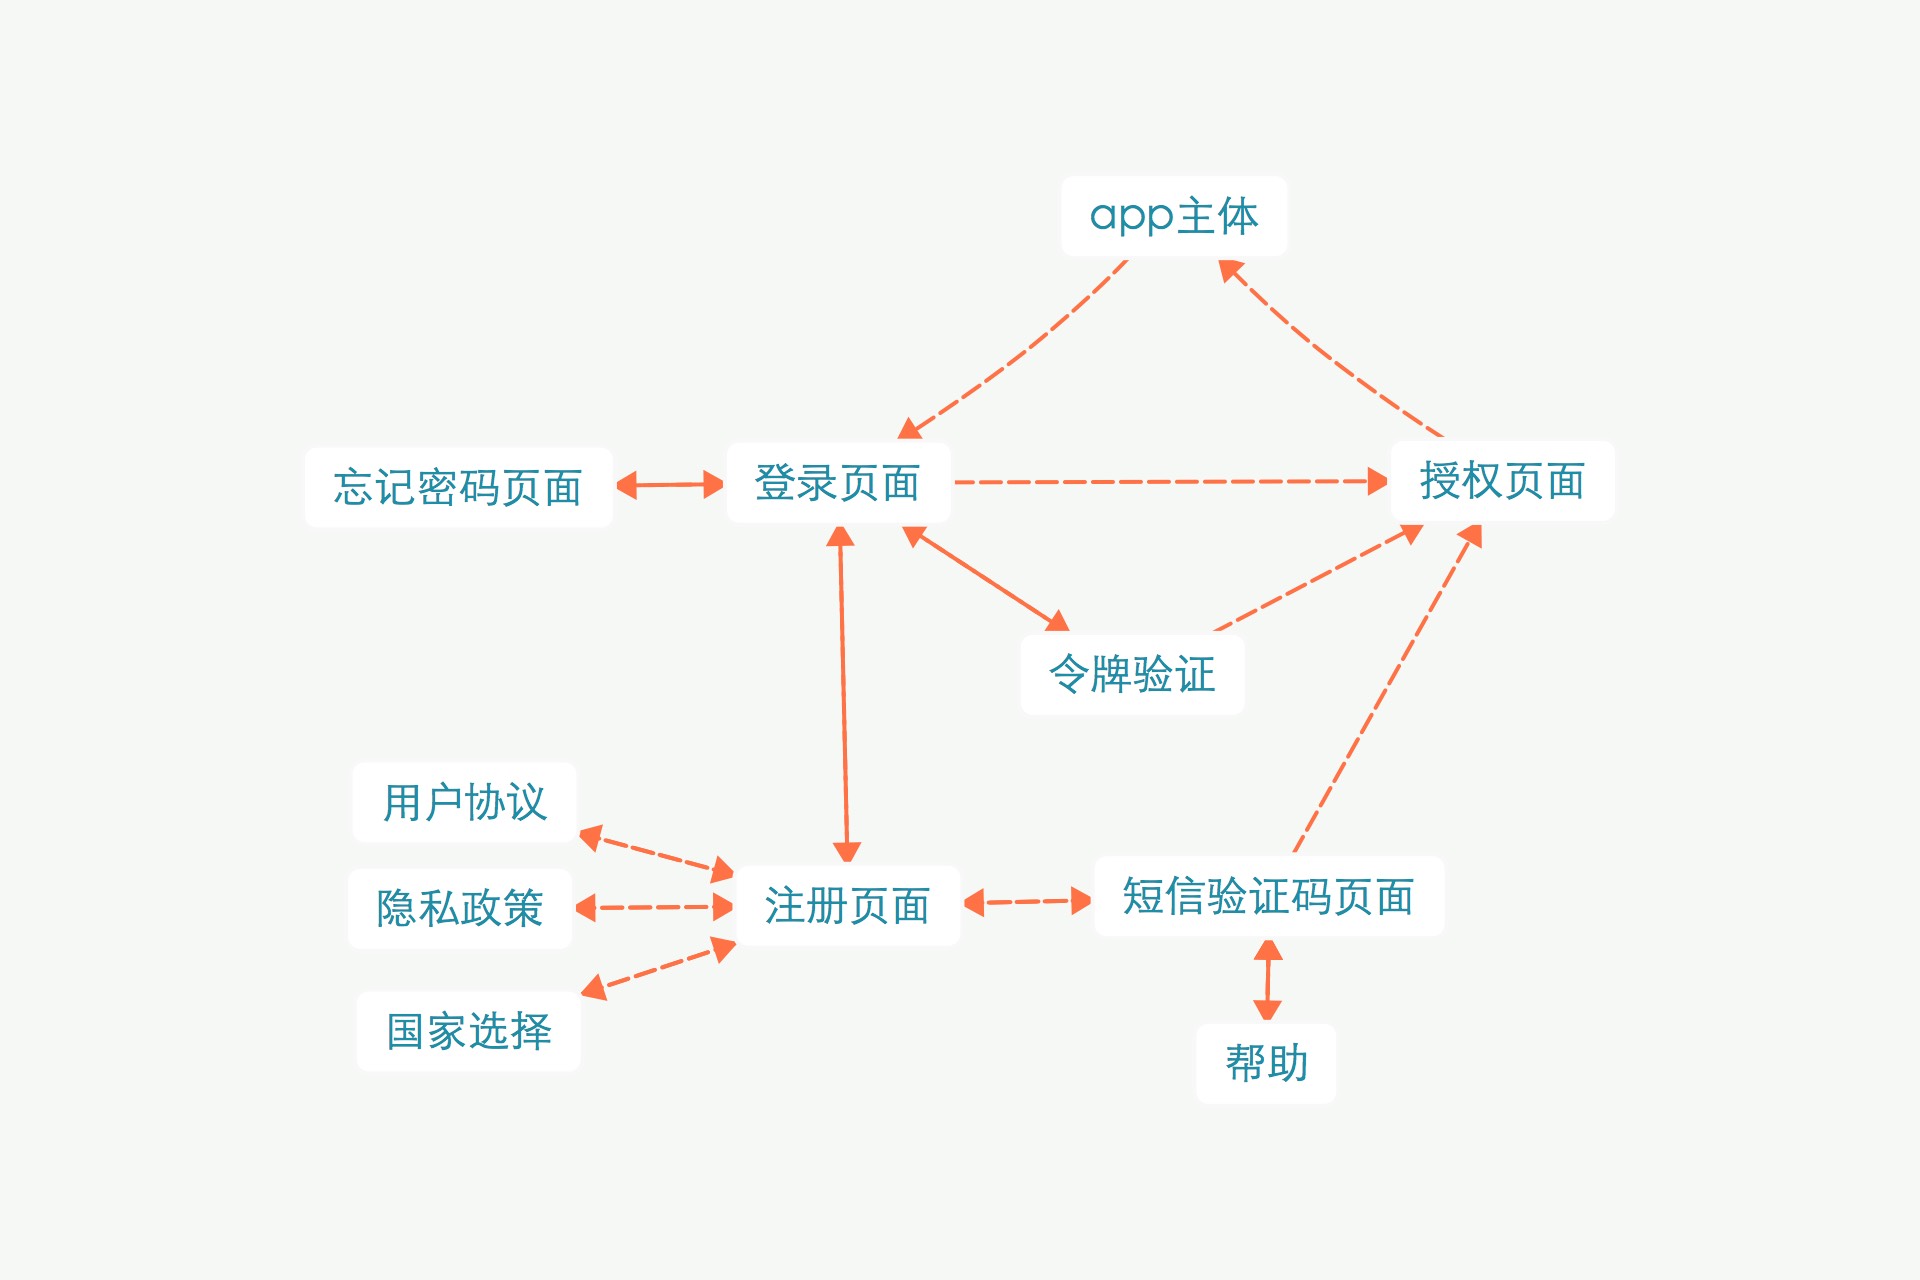 app主体
忘记密码页面
登录页面
授权页面
令牌验证
用户协议
隐私政策
注册页面
短信验证码页面
国家选择
帮助